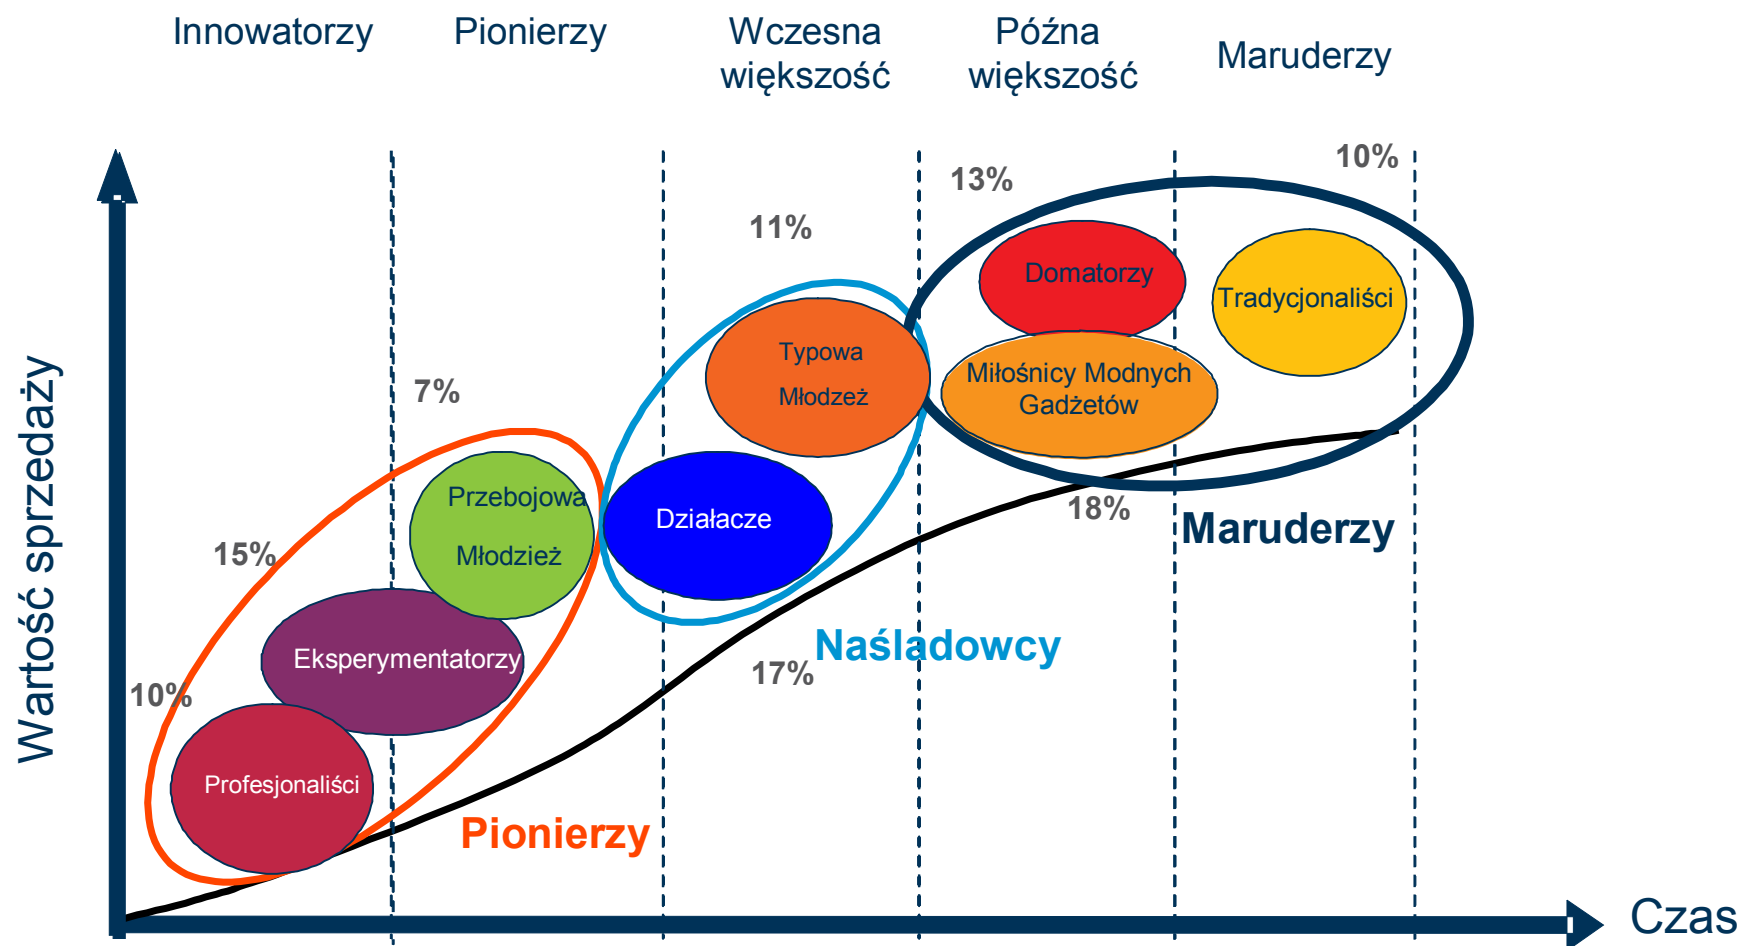 Innowatorzy
Pionierzy
Wczesna
większość
Późna
większość
Maruderzy
10%
13%
11%
Domatorzy
Tradycjonaliści
Typowa
Młodzeż
Miłośnicy Modnych
Gadżetów
7%
Przebojowa
Młodzież
Działacze
18%
Maruderzy
15%
Naśladowcy
17%
Eksperymentatorzy
10%
Profesjonaliści
Pionierzy
Wartość sprzedaży
Czas